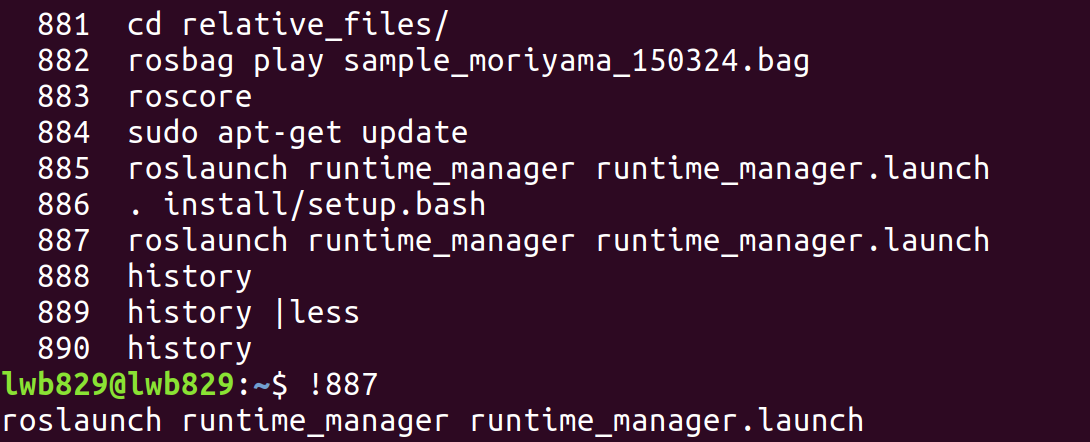 881 cd relative_files/
882 rosbag play sample_moriyama_150324.bag
883 roscore
884 sudo apt-get update
885 roslaunch runtime_manager runtime_manager.launch
886 . install/setup.bash
887 roslaunch runtime_manager runtime_manager.launch
888 history
889 history |less
890 history
lwb829@lwb829:~$ !887
roslaunch runtime_manager runtime_manager.launch